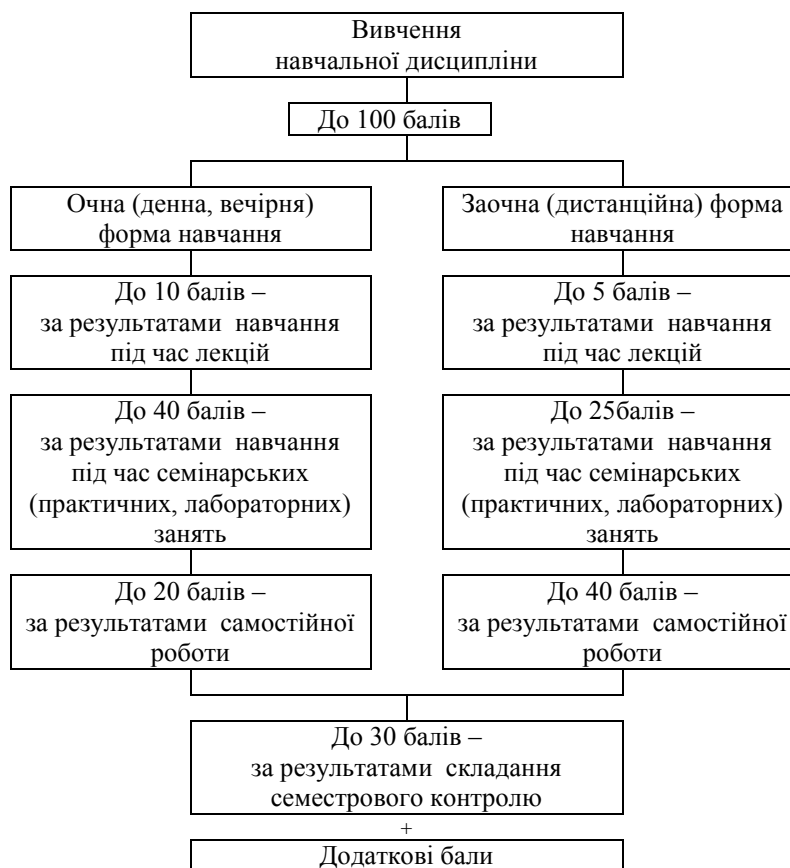 Вивчення
навчальної дисципліни
До 100 балів
Очна (денна, вечірня)
форма навчання
Заочна (дистанційна) форма
навчання
До 10 балів –
за результатами навчання
під час лекцій
До 5 балів –
за результатами навчання
під час лекцій
До 40 балів –
за результатами навчання
під час семінарських
(практичних, лабораторних)
занять
До 25балів –
за результатами навчання
під час семінарських
(практичних, лабораторних)
занять
До 20 балів –
за результатами самостійної
роботи
До 40 балів –
за результатами самостійної
роботи
До 30 балів –
за результатами складання
семестрового контролю
+
Додаткові бали